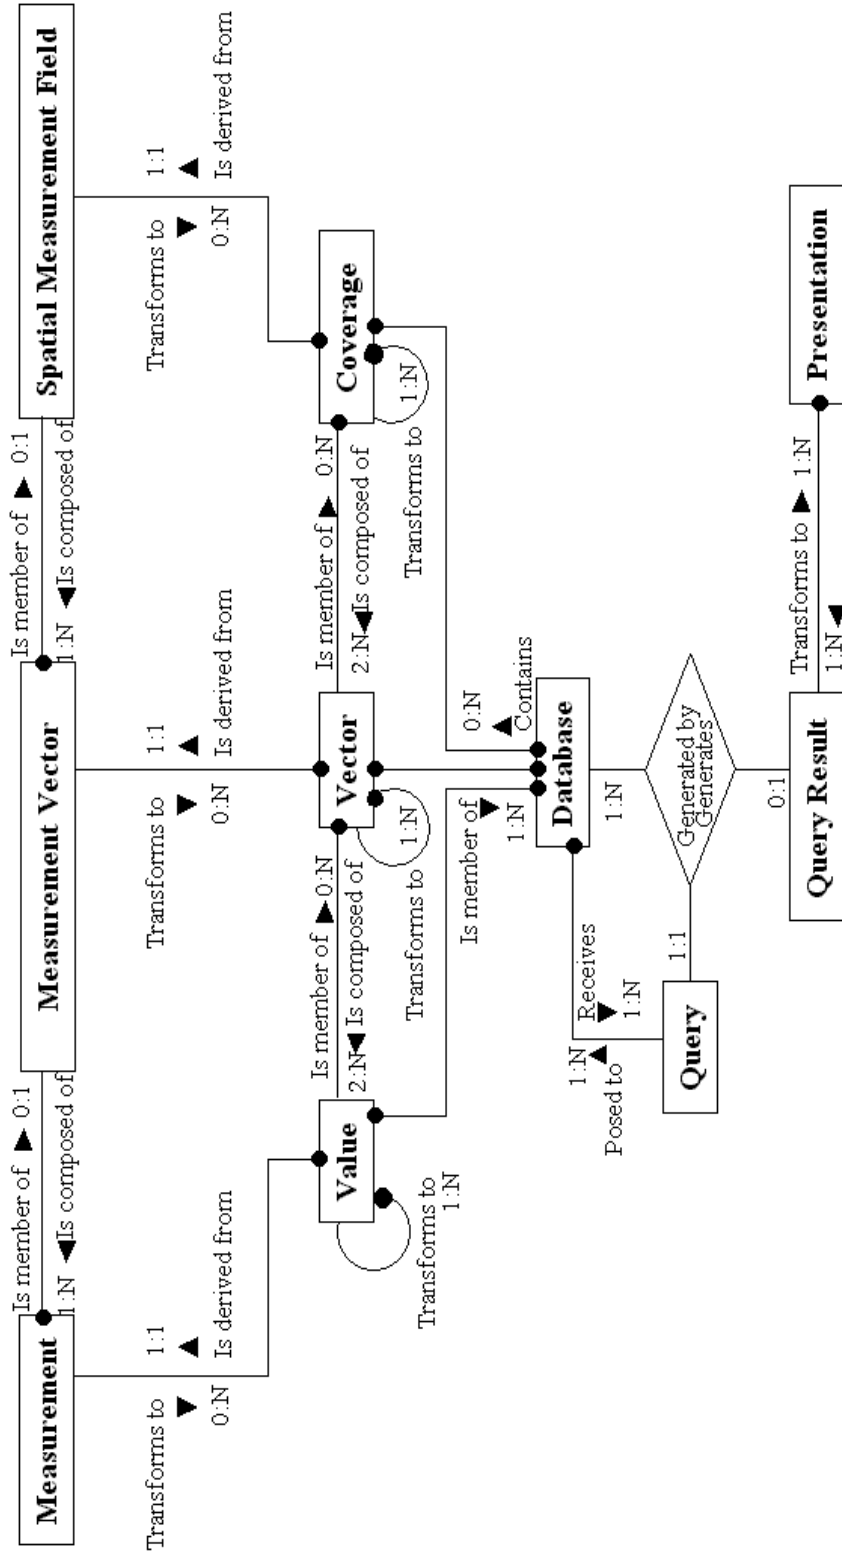 Measurement
Is member of
0:1
1:N
Is composed of
Measurement Vector
Is member of
0:1
1:N
Is composed of
Spatial Measurement Field
Transforms to
1:1
0:N
Is derived from
Transforms to
1:1
0:N
Is derived from
Transforms to
1:1
0:N
Is derived from
Value
Is member of
0:N
2:N
Is composed of
Vector
Is member of
0:N
2:N
Is composed of
Coverage
Transforms to
1:N
1:N
Transforms to
1:N
Transforms to
Is member of
1:N
0:N
Contains
Database
1:N
Posed to
Receives
1:N
1:N
Query
1:1
Generated by
Generates
0:1
Query Result
Transforms to
1:N
1:N
Presentation